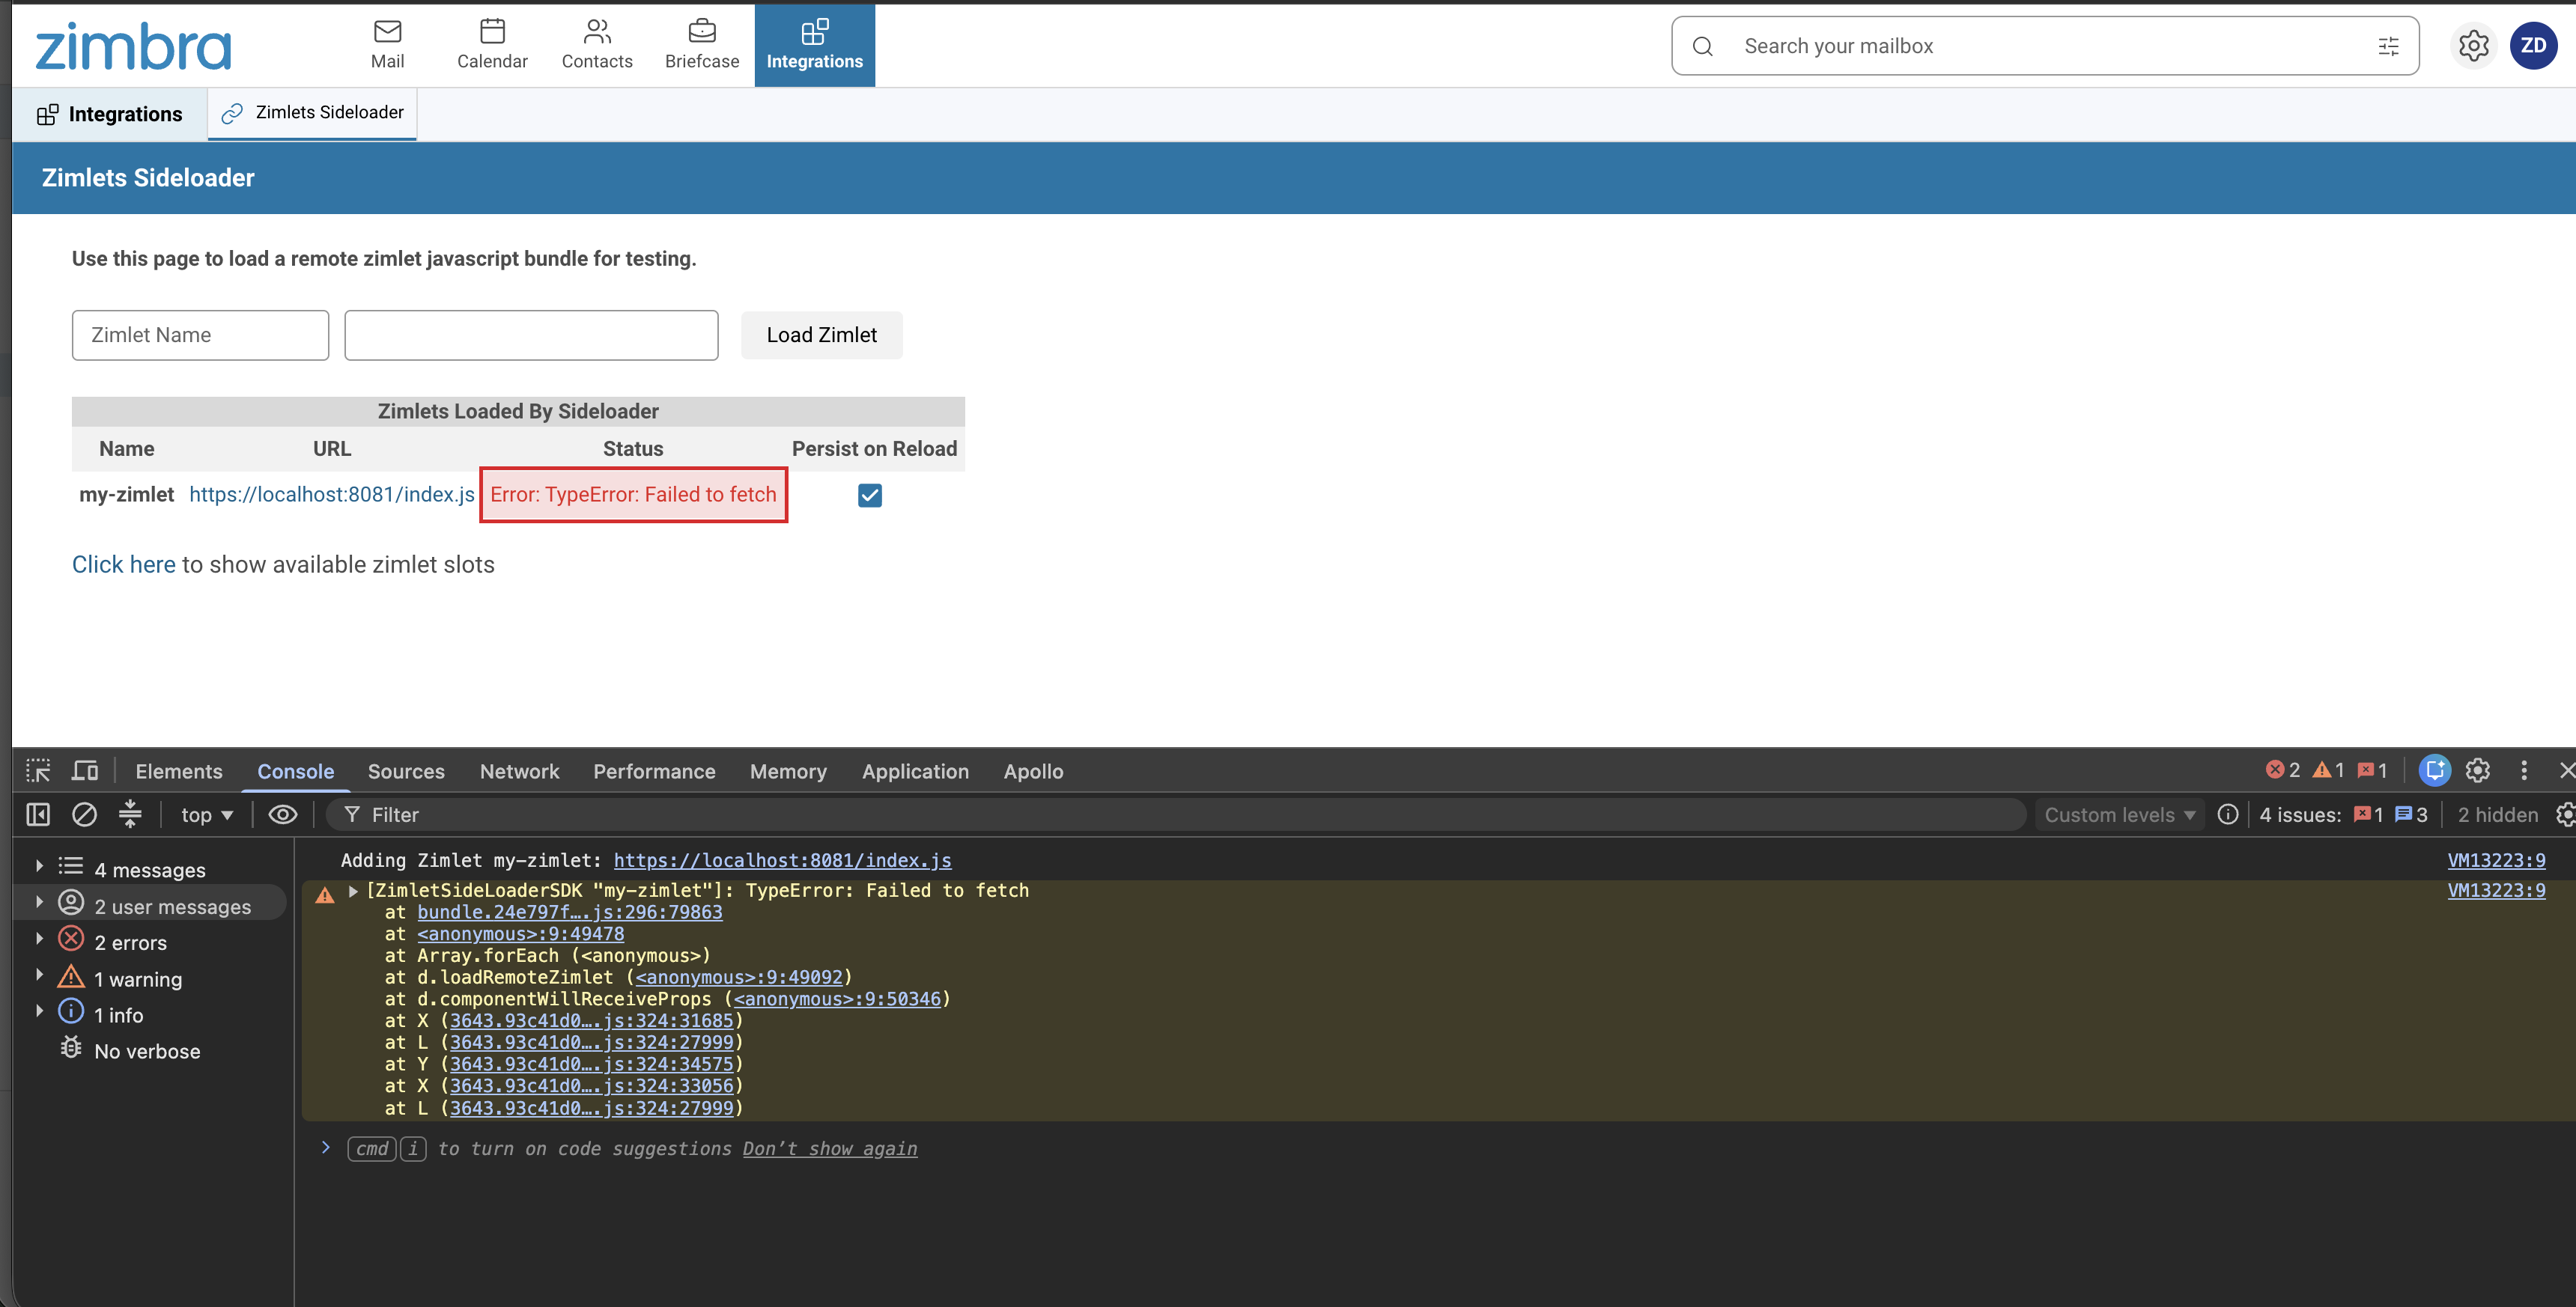 zimbra
Mail
Calendar
Contacts
Briefcase
Integrations
Search your mailbox
ZD
Integrations
Zimlets Sideloader
Zimlets Sideloader
Use this page to load a remote zimlet javascript bundle for testing.
Zimlet Name
Load Zimlet
Zimlets Loaded By Sideloader
Name URL Status Persist on Reload
my-zimlet https://localhost:8081/index.js Error: TypeError: Failed to fetch
Click here to show available zimlet slots
Elements Console Sources Network Performance Memory Application Apollo 2 1 1
top Filter Custom levels 4 issues: 1 3 2 hidden
4 messages
2 user messages
2 errors
1 warning
1 info
No verbose
Adding Zimlet my-zimlet: https://localhost:8081/index.js VM13223:9
[ZimletSideLoaderSDK "my-zimlet"]: TypeError: Failed to fetch VM13223:9
at bundle.24e797f….js:296:79863
at <anonymous>:9:49478
at Array.forEach (<anonymous>)
at d.loadRemoteZimlet (<anonymous>:9:49092)
at d.componentWillReceiveProps (<anonymous>:9:50346)
at X (3643.93c41d0….js:324:31685)
at L (3643.93c41d0….js:324:27999)
at Y (3643.93c41d0….js:324:34575)
at X (3643.93c41d0….js:324:33056)
at L (3643.93c41d0….js:324:27999)
cmd i to turn on code suggestions Don’t show again